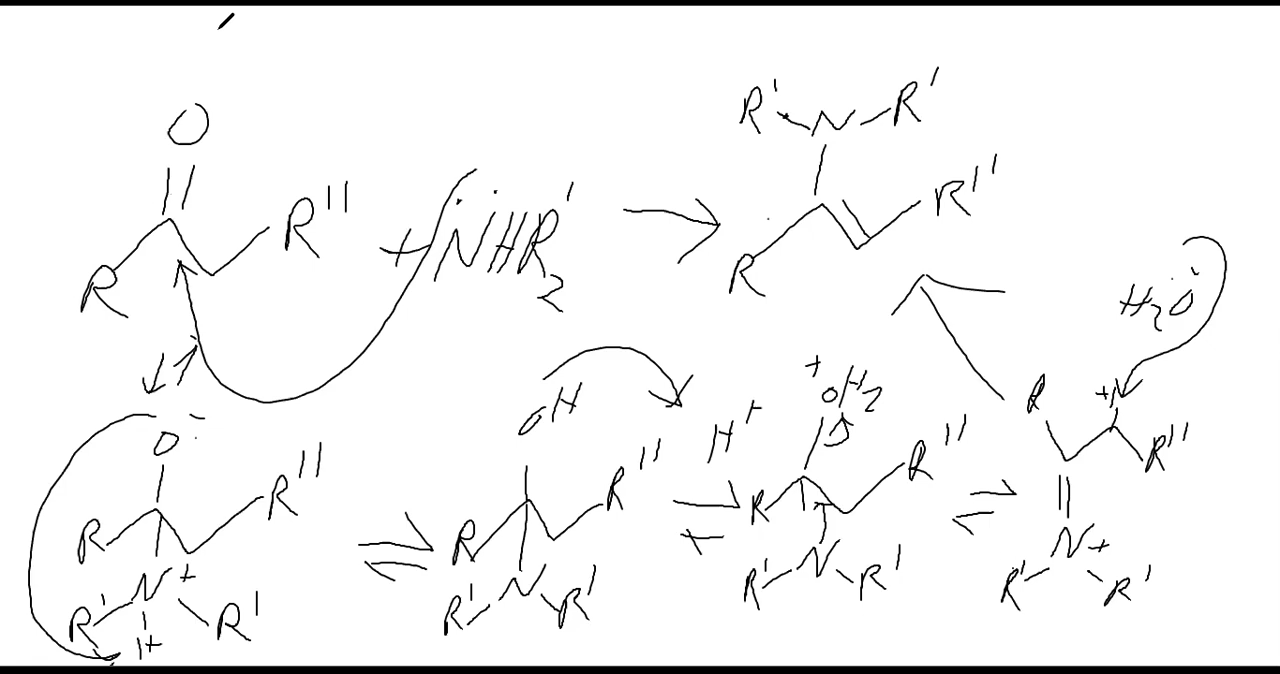 O
R R'' + NHR'2
R' N R'
R R''
H2O
O-
R R''
R' N+ R'
H
OH
R R''
R' N R'
H+
+OH2
R R''
R' N R'
R H R''
N+
R' R'